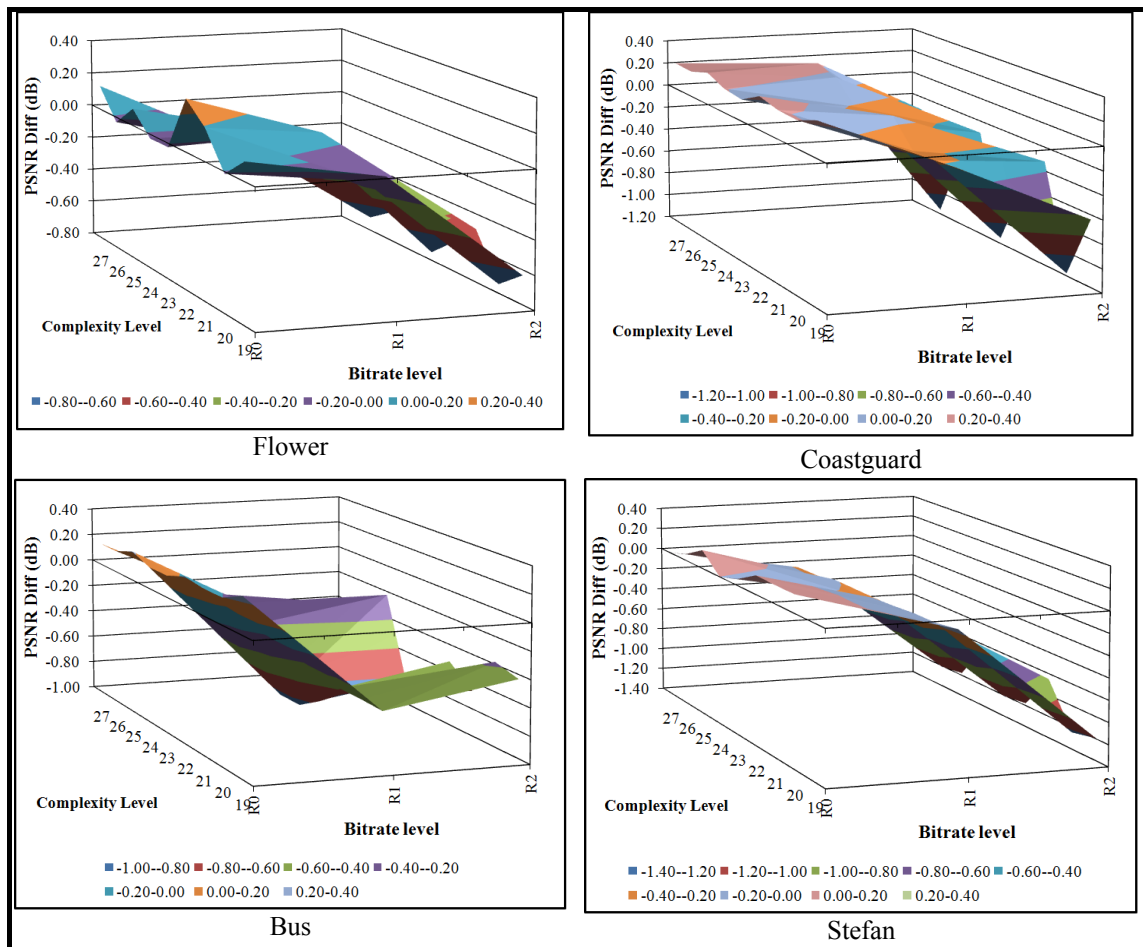 0.40
0.20
0.00
-0.20
-0.40
-0.60
-0.80
PSNR Diff (dB)
27
26
25
24
23
22
21
20
19
Complexity Level
R0
R1
R2
Bitrate level
-0.80--0.60 -0.60--0.40 -0.40--0.20 -0.20-0.00 0.00-0.20 0.20-0.40
Flower
0.40
0.20
0.00
-0.20
-0.40
-0.60
-0.80
-1.00
-1.20
PSNR Diff (dB)
27
26
25
24
23
22
21
20
19
Complexity Level
R0
R1
R2
Bitrate level
-1.20--1.00 -1.00--0.80 -0.80--0.60 -0.60--0.40
-0.40--0.20 -0.20-0.00 0.00-0.20 0.20-0.40
Coastguard
0.40
0.20
0.00
-0.20
-0.40
-0.60
-0.80
-1.00
PSNR Diff (dB)
27
26
25
24
23
22
21
20
19
Complexity Level
R0
R1
R2
Bitrate level
-1.00--0.80 -0.80--0.60 -0.60--0.40 -0.40--0.20
-0.20-0.00 0.00-0.20 0.20-0.40
Bus
0.40
0.20
0.00
-0.20
-0.40
-0.60
-0.80
-1.00
-1.20
-1.40
PSNR Diff (dB)
27
26
25
24
23
22
21
20
19
Complexity Level
R0
R1
R2
Bitrate level
-1.40--1.20 -1.20--1.00 -1.00--0.80 -0.80--0.60 -0.60--0.40
-0.40--0.20 -0.20-0.00 0.00-0.20 0.20-0.40
Stefan